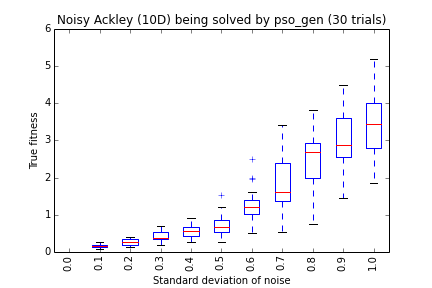 Noisy Ackley (10D) being solved by pso_gen (30 trials)
True fitness
6
5
4
3
2
1
0
0.0 0.1 0.2 0.3 0.4 0.5 0.6 0.7 0.8 0.9 1.0
Standard deviation of noise